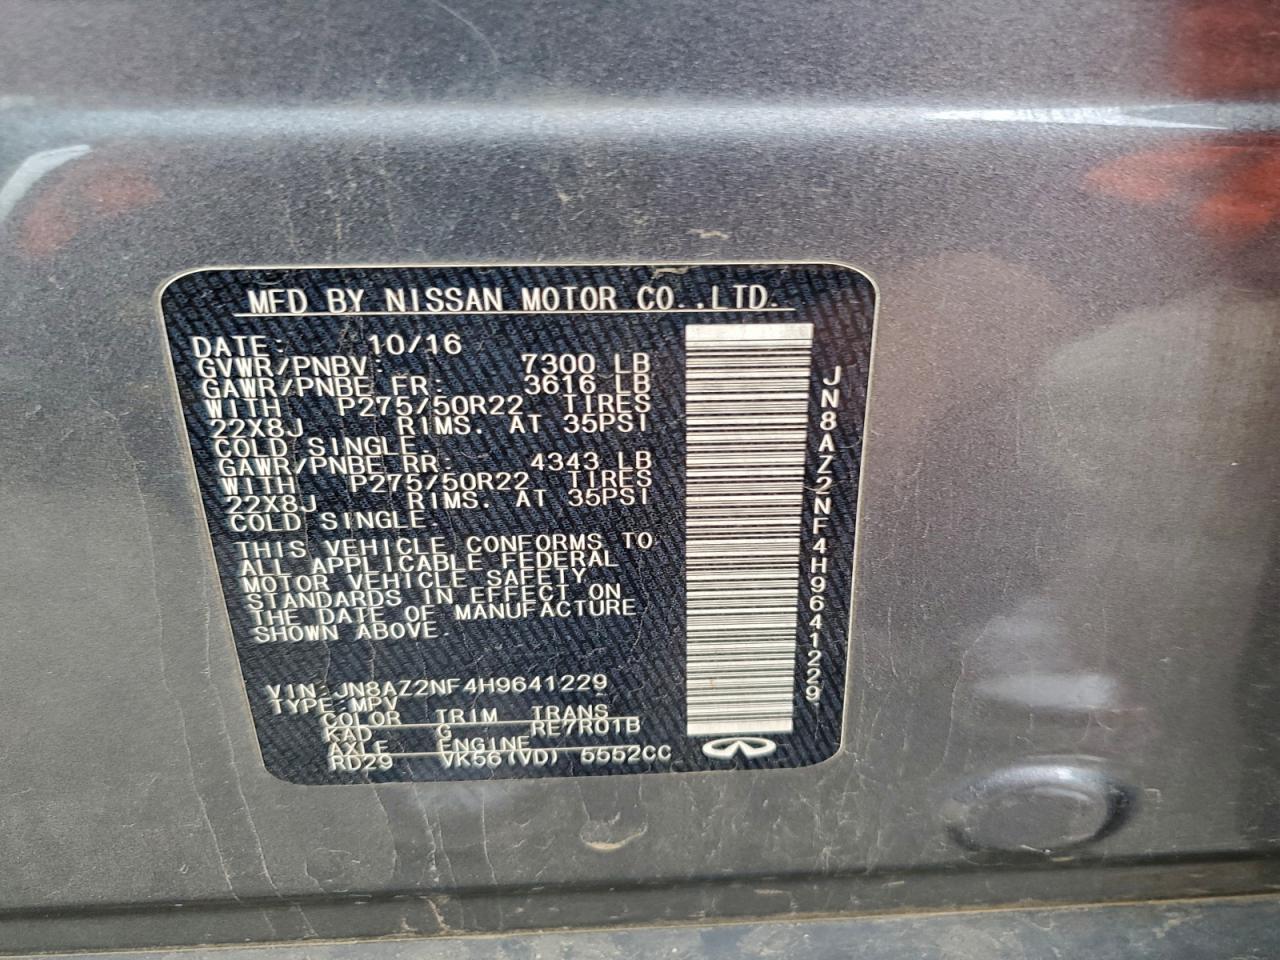 MFD BY NISSAN MOTOR CO.,LTD.
DATE: 10/16
GVWR/PNBV: 7300 LB
GAWR/PNBE FR: 3616 LB
WITH P275/50R22 TIRES
22X8J RIMS. AT 35PSI
COLD SINGLE.
GAWR/PNBE RR: 4343 LB
WITH P275/50R22 TIRES
22X8J RIMS. AT 35PSI
COLD SINGLE.
THIS VEHICLE CONFORMS TO
ALL APPLICABLE FEDERAL
MOTOR VEHICLE SAFETY
STANDARDS IN EFFECT ON
THE DATE OF MANUFACTURE
SHOWN ABOVE.
VIN:JN8AZ2NF4H9641229
TYPE:MPV
COLOR TRIM TRANS
KAD G RE7R01B
AXLE ENGINE
RD29 VK56(VD) 5552CC
JN8AZ2NF4H9641229